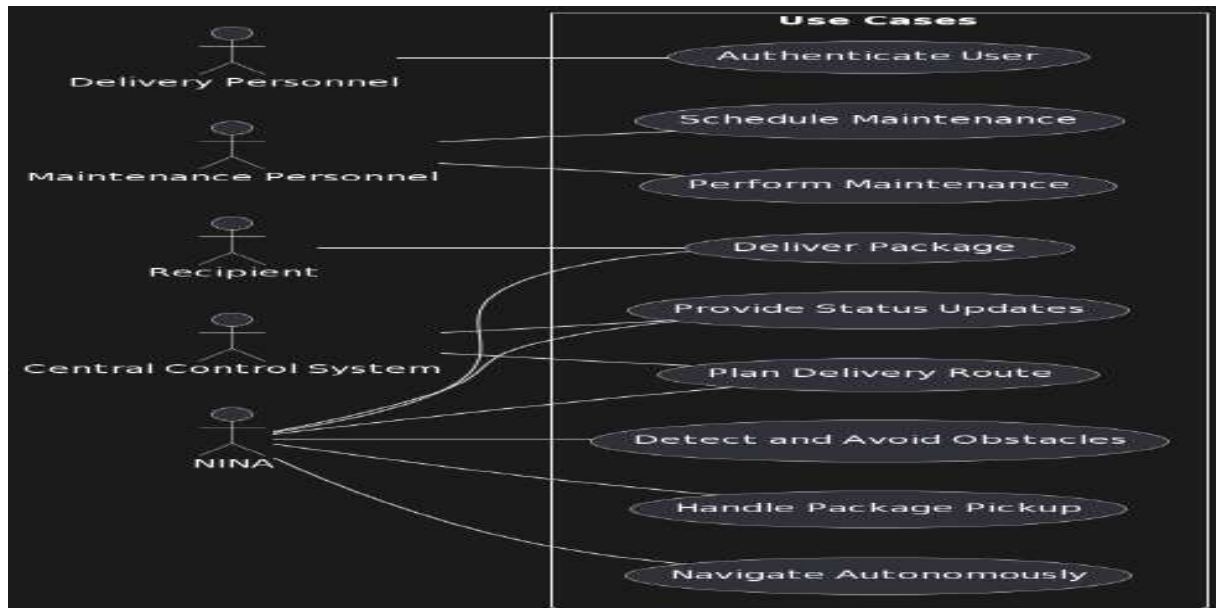 Use Cases
Delivery Personnel
Authenticate User
Maintenance Personnel
Schedule Maintenance
Perform Maintenance
Recipient
Deliver Package
Central Control System
Provide Status Updates
Plan Delivery Route
NINA
Detect and Avoid Obstacles
Handle Package Pickup
Navigate Autonomously